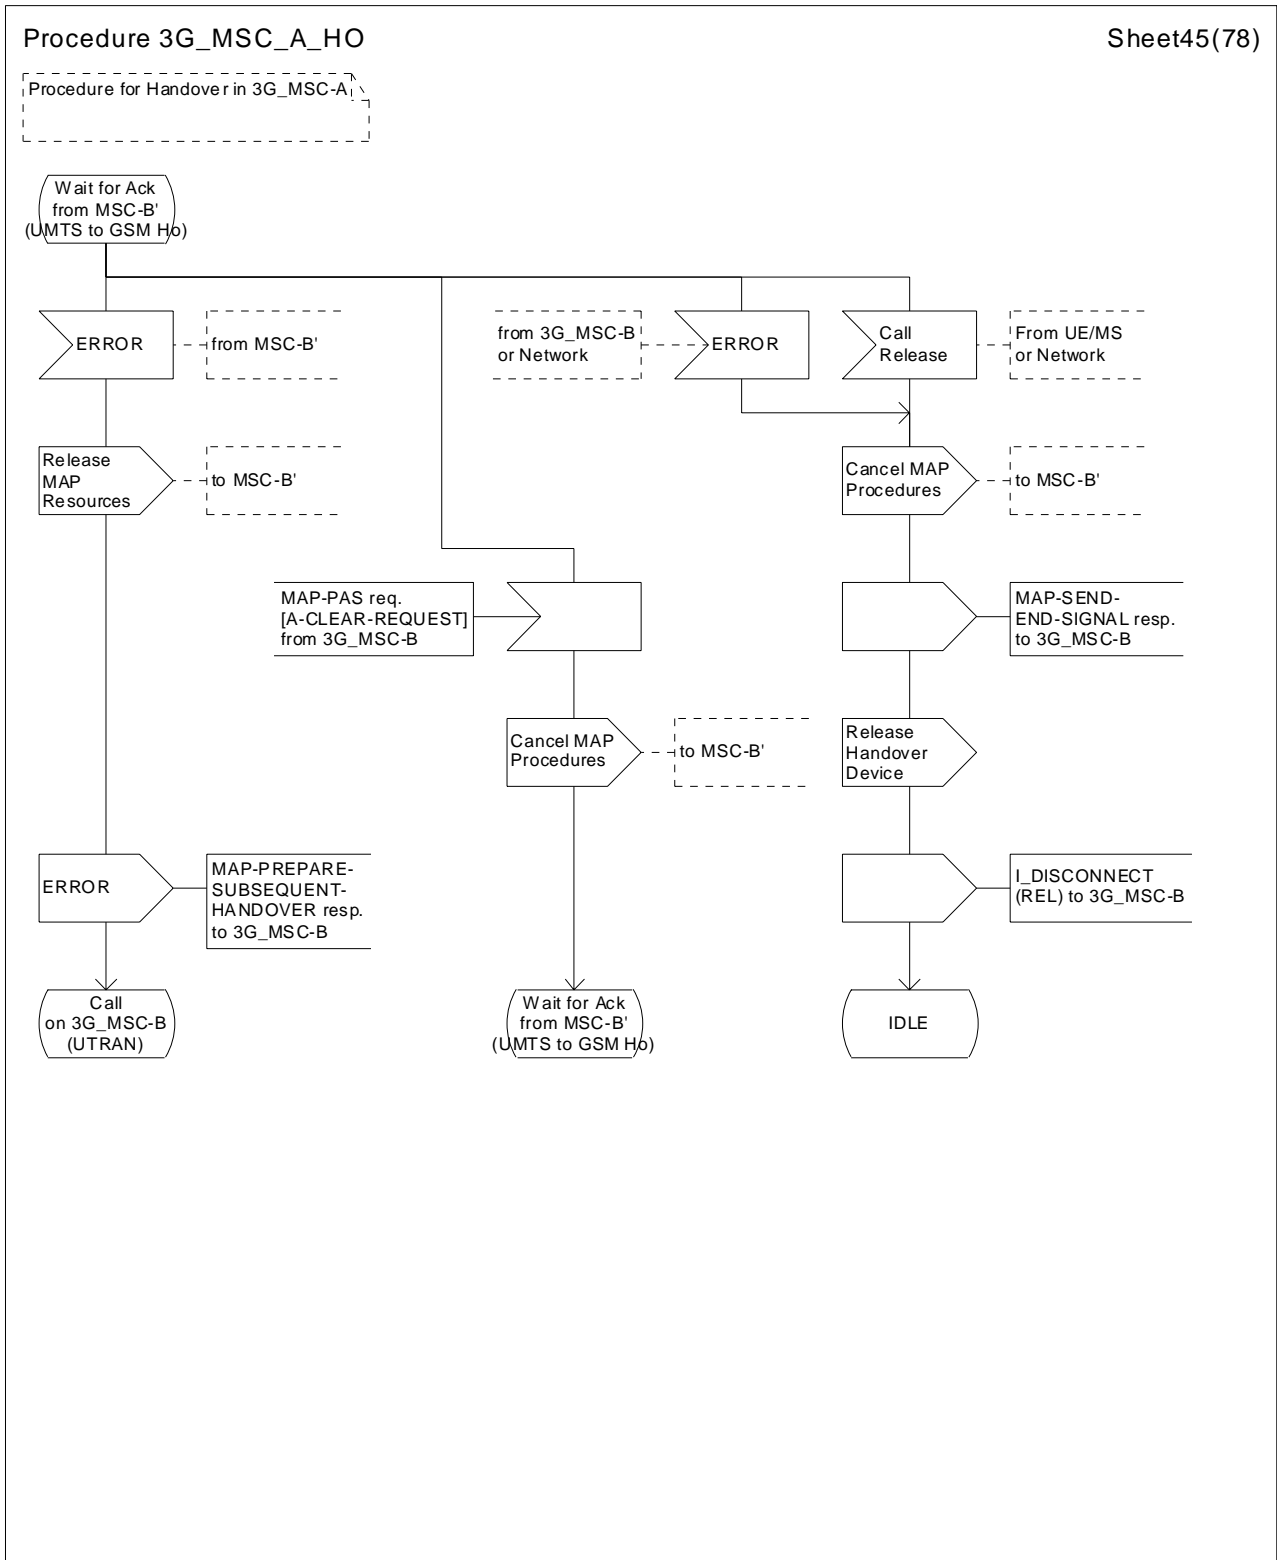 Procedure 3G_MSC_A_HO
Sheet45(78)
Procedure for Handover in 3G_MSC-A
Wait for Ack
from MSC-B'
(UMTS to GSM Ho)
ERROR
from MSC-B'
from 3G_MSC-B
or Network
ERROR
Call
Release
From UE/MS
or Network
Release
MAP
Resources
to MSC-B'
Cancel MAP
Procedures
to MSC-B'
MAP-PAS req.
[A-CLEAR-REQUEST]
from 3G_MSC-B
MAP-SEND-
END-SIGNAL resp.
to 3G_MSC-B
Cancel MAP
Procedures
to MSC-B'
Release
Handover
Device
ERROR
MAP-PREPARE-
SUBSEQUENT-
HANDOVER resp.
to 3G_MSC-B
I_DISCONNECT
(REL) to 3G_MSC-B
Call
on 3G_MSC-B
(UTRAN)
Wait for Ack
from MSC-B'
(UMTS to GSM Ho)
IDLE